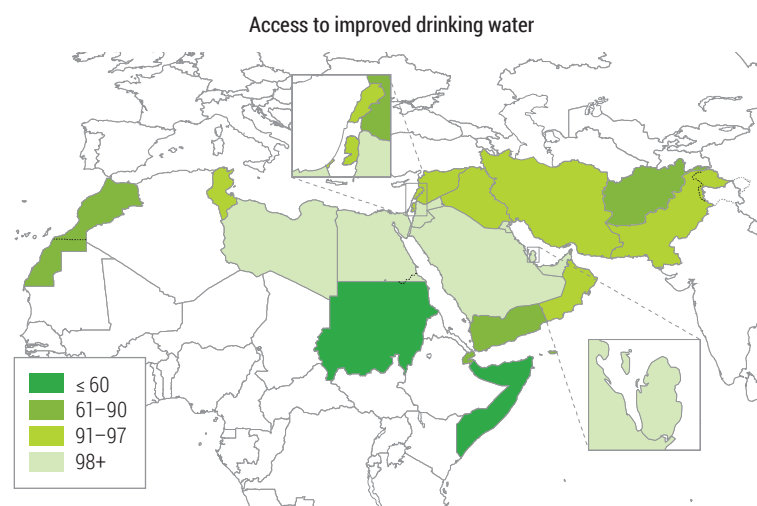 Access to improved drinking water
≤ 60
61–90
91–97
98+